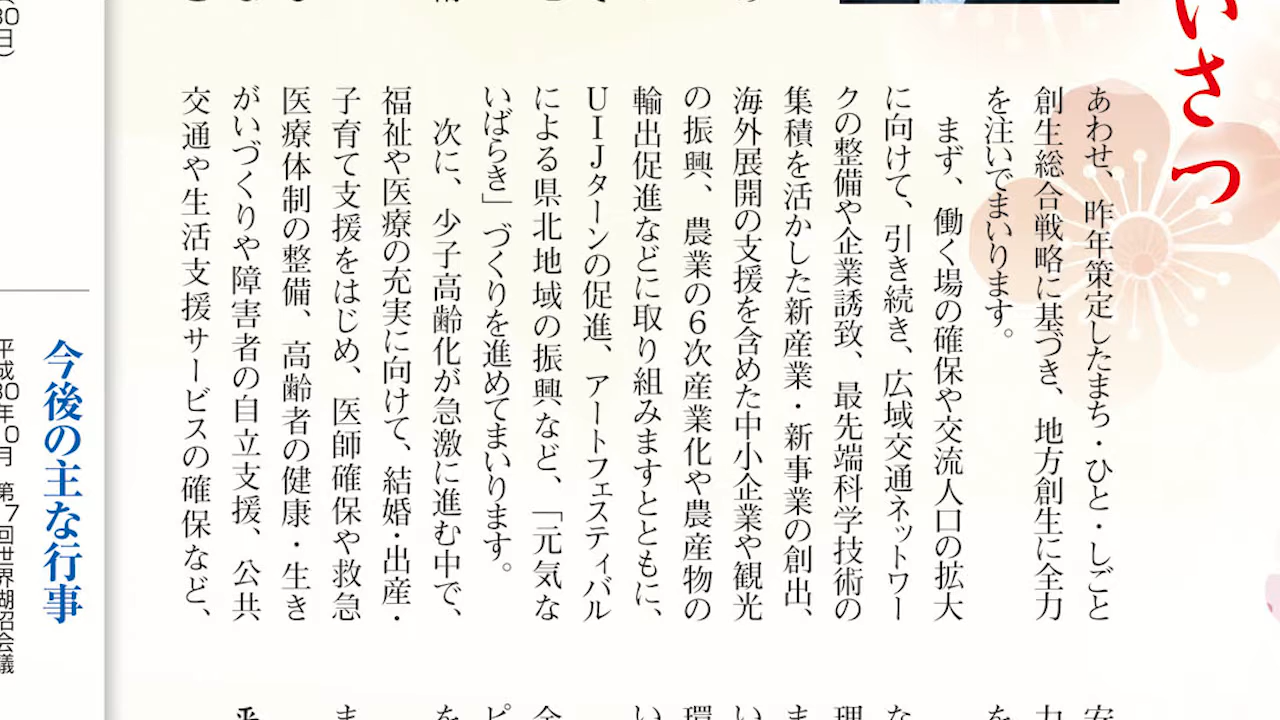 いさつ
あわせ、昨年策定したまち・ひと・しごと
創生総合戦略に基づき、地方創生に全力
を注いでまいります。
まず、働く場の確保や交流人口の拡大
に向けて、引き続き、広域交通ネットワー
クの整備や企業誘致、最先端科学技術の
集積を活かした新産業・新事業の創出、
海外展開の支援を含めた中小企業や観光
の振興、農業の6次産業化や農産物の
輸出促進などに取り組みますとともに、
UIJターンの促進、アートフェスティバル
による県北地域の振興など、「元気な
いばらき」づくりを進めてまいります。
次に、少子高齢化が急激に進む中で、
福祉や医療の充実に向けて、結婚・出産・
子育て支援をはじめ、医師確保や救急
医療体制の整備、高齢者の健康・生き
がいづくりや障害者の自立支援、公共
交通や生活支援サービスの確保など、
今後の主な行事
平成30年10月 第17回世界湖沼会議